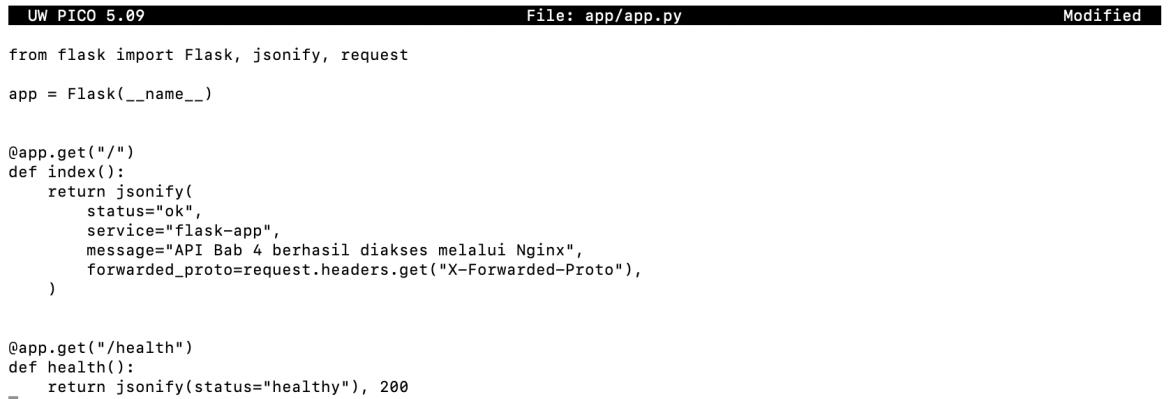 UW PICO 5.09 File: app/app.py Modified
from flask import Flask, jsonify, request
app = Flask(__name__)
@app.get("/")
def index():
    return jsonify(
        status="ok",
        service="flask-app",
        message="API Bab 4 berhasil diakses melalui Nginx",
        forwarded_proto=request.headers.get("X-Forwarded-Proto"),
    )
@app.get("/health")
def health():
    return jsonify(status="healthy"), 200